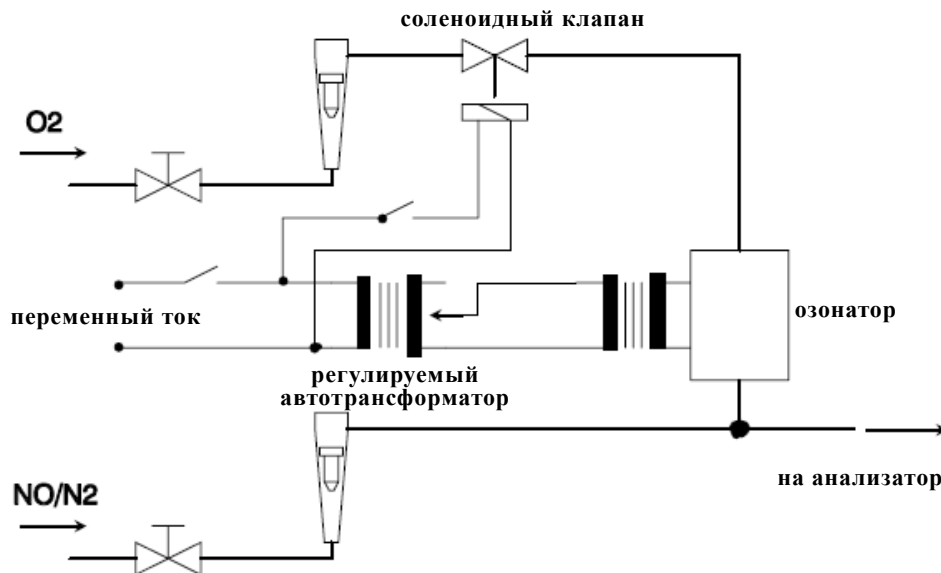 соленоидный клапан
O2
переменный ток
озонатор
регулируемый
автотрансформатор
на анализатор
NO/N2